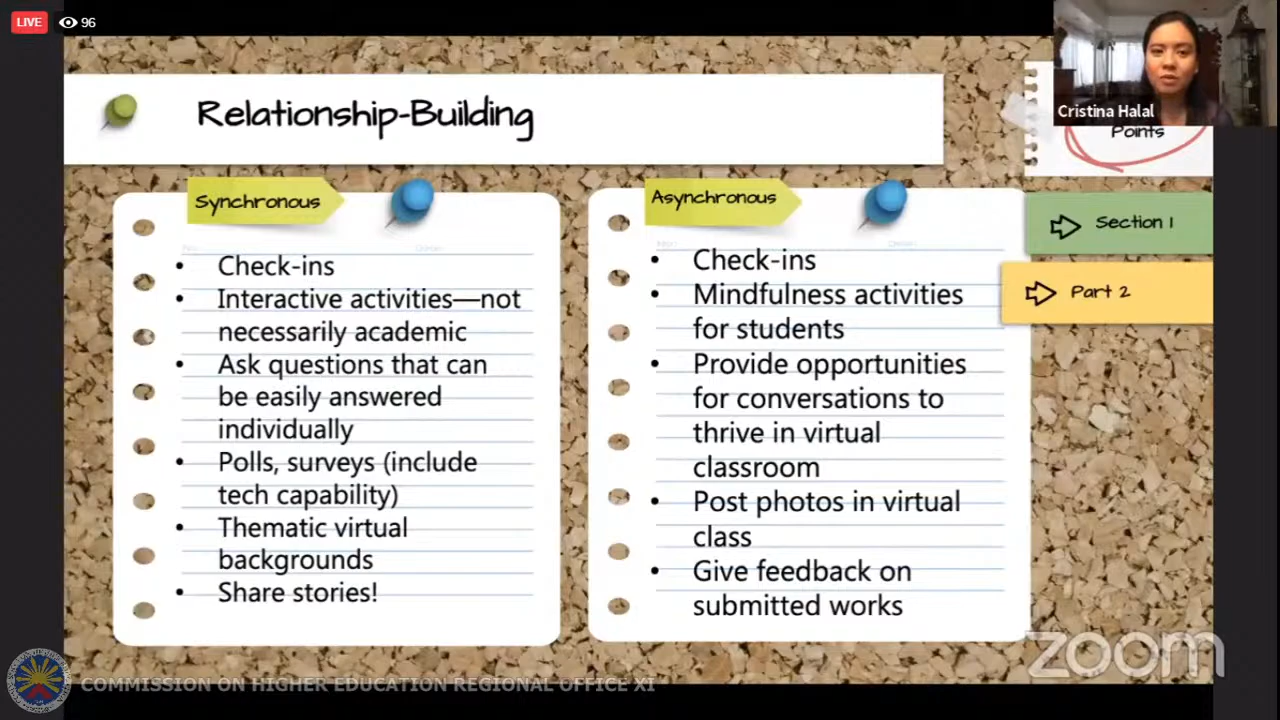 LIVE 96
Cristina Halal
Relationship-Building
Points
Synchronous
Check-ins
Interactive activities—not
necessarily academic
Ask questions that can
be easily answered
individually
Polls, surveys (include
tech capability)
Thematic virtual
backgrounds
Share stories!
Asynchronous
Check-ins
Mindfulness activities
for students
Provide opportunities
for conversations to
thrive in virtual
classroom
Post photos in virtual
class
Give feedback on
submitted works
Section 1
Part 2
zoom
COMMISSION ON HIGHER EDUCATION REGIONAL OFFICE XI